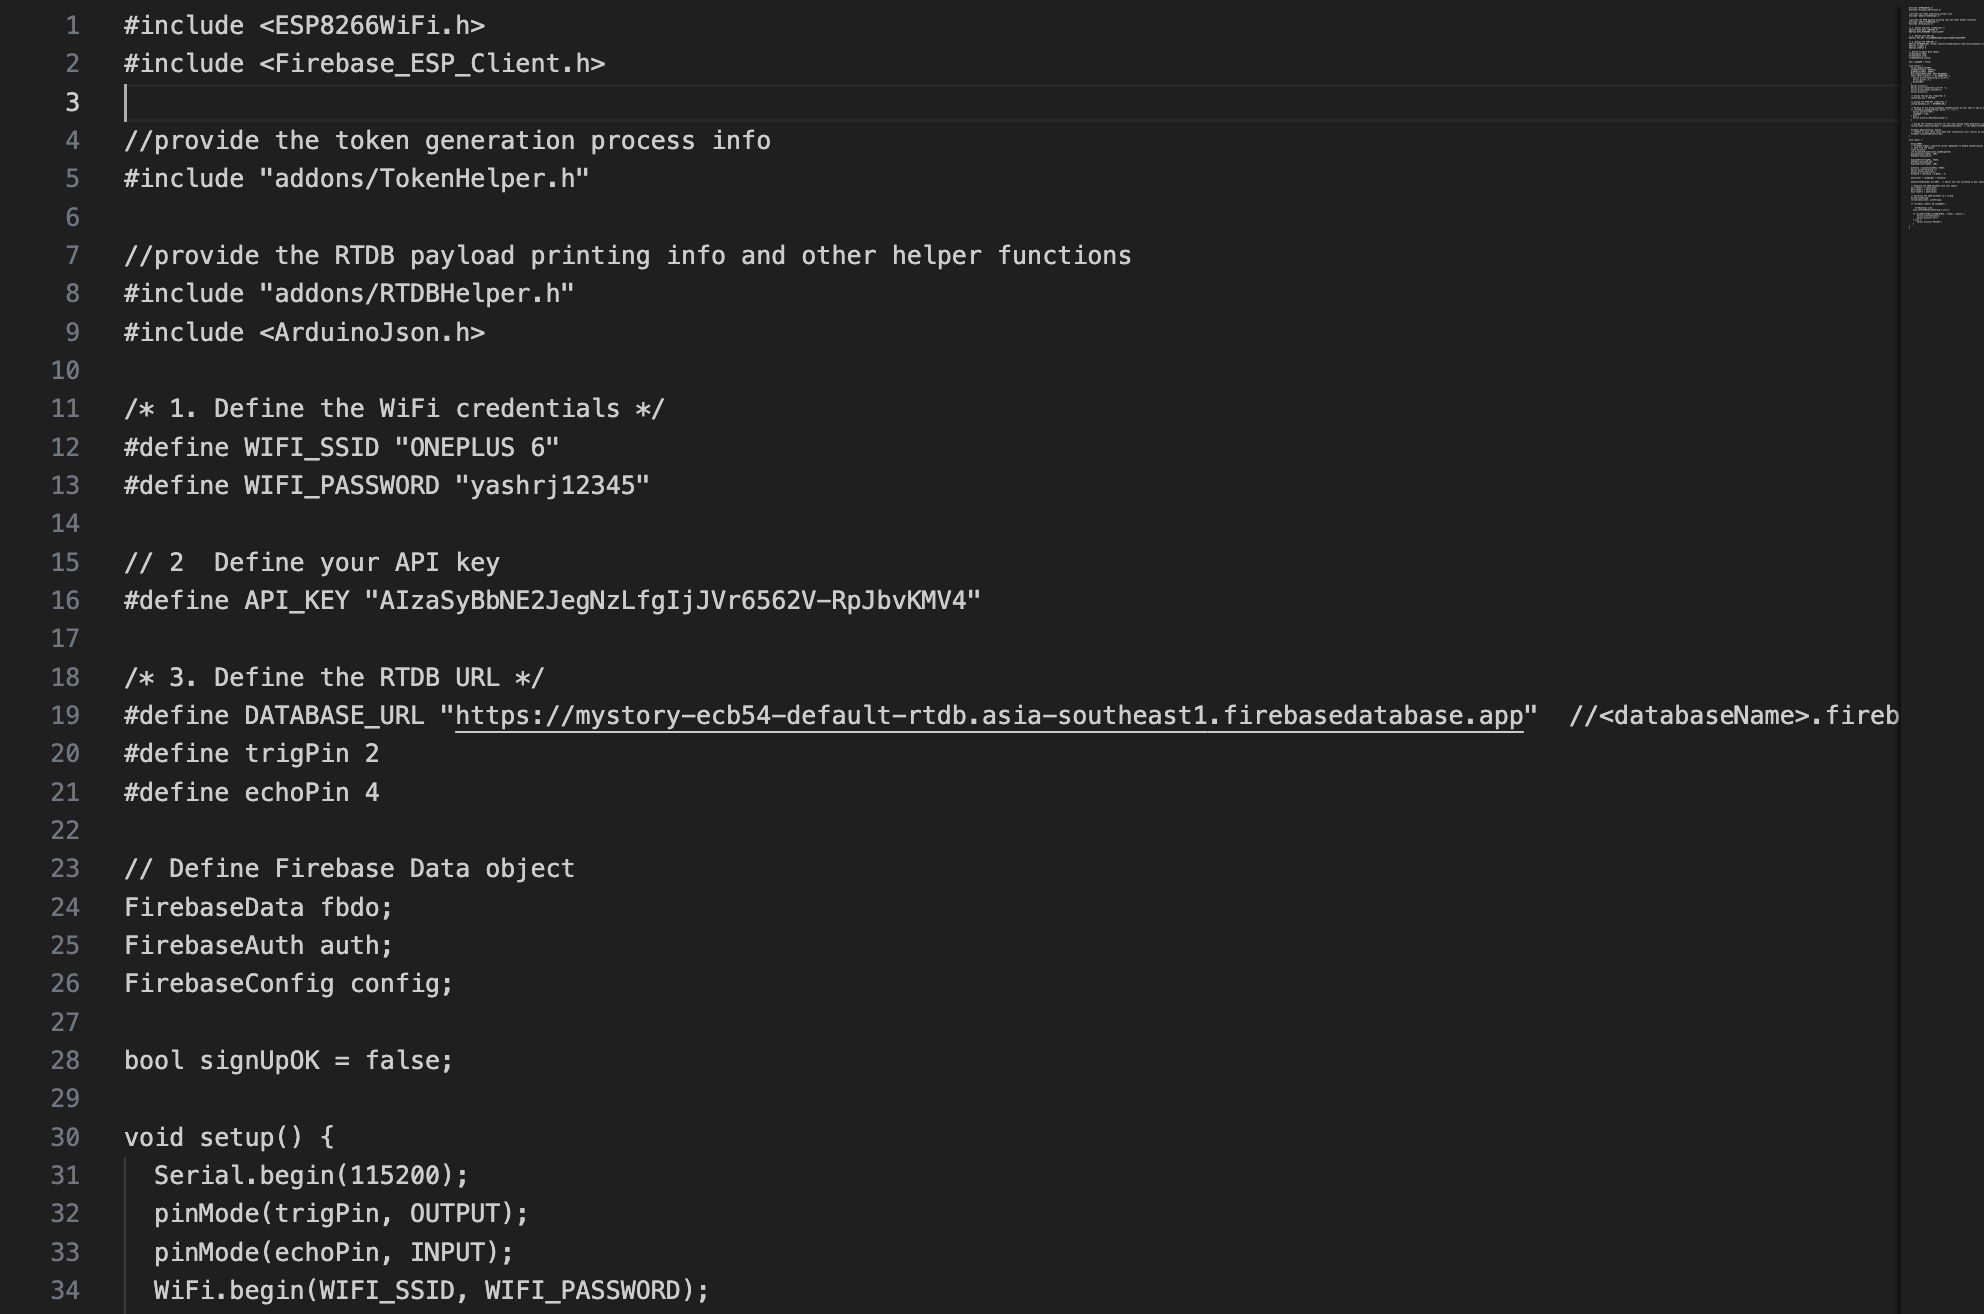 1 #include <ESP8266WiFi.h>
2 #include <Firebase_ESP_Client.h>
3
4 //provide the token generation process info
5 #include "addons/TokenHelper.h"
6
7 //provide the RTDB payload printing info and other helper functions
8 #include "addons/RTDBHelper.h"
9 #include <ArduinoJson.h>
10
11 /* 1. Define the WiFi credentials */
12 #define WIFI_SSID "ONEPLUS 6"
13 #define WIFI_PASSWORD "yashrj12345"
14
15 // 2  Define your API key
16 #define API_KEY "AIzaSyBbNE2JegNzLfgIjJVr6562V-RpJbvKMV4"
17
18 /* 3. Define the RTDB URL */
19 #define DATABASE_URL "https://mystory-ecb54-default-rtdb.asia-southeast1.firebasedatabase.app"  //<databaseName>.fireb
20 #define trigPin 2
21 #define echoPin 4
22
23 // Define Firebase Data object
24 FirebaseData fbdo;
25 FirebaseAuth auth;
26 FirebaseConfig config;
27
28 bool signUpOK = false;
29
30 void setup() {
31   Serial.begin(115200);
32   pinMode(trigPin, OUTPUT);
33   pinMode(echoPin, INPUT);
34   WiFi.begin(WIFI_SSID, WIFI_PASSWORD);